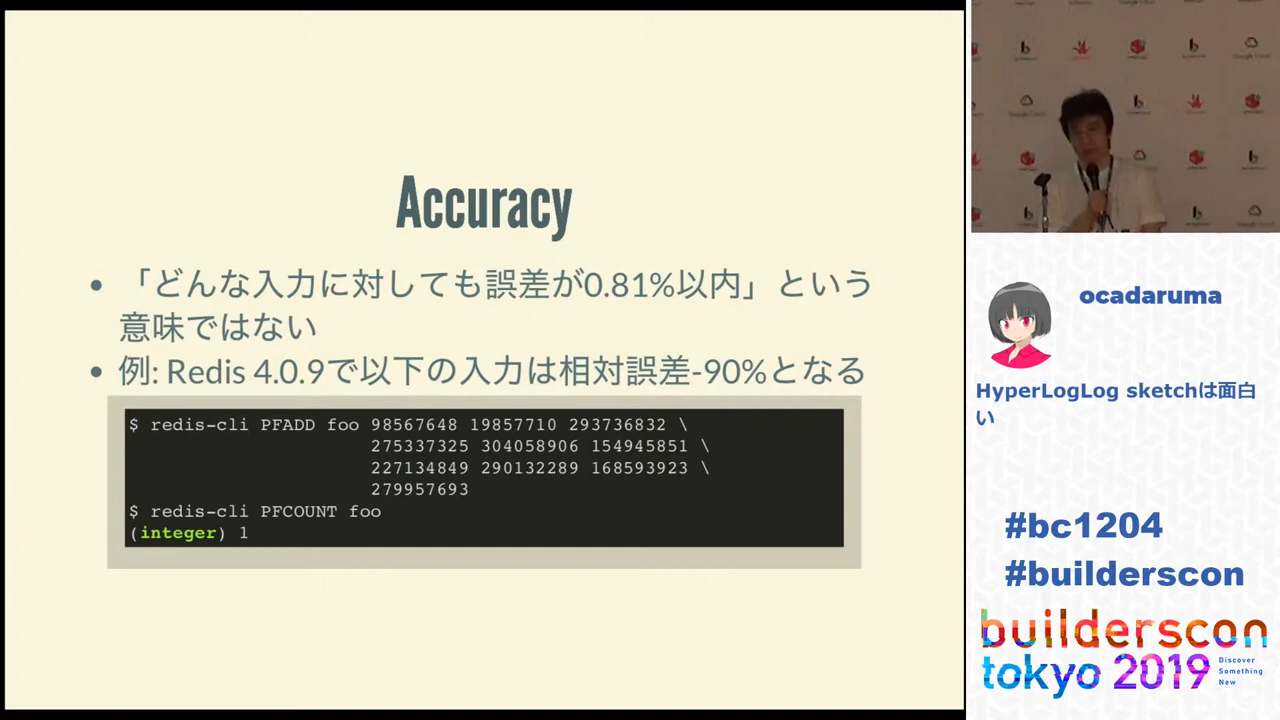 Accuracy
• 「どんな入力に対しても誤差が0.81%以内」という
意味ではない
• 例: Redis 4.0.9で以下の入力は相対誤差-90%となる
$ redis-cli PFADD foo 98567648 19857710 293736832 \
275337325 304058906 154945851 \
227134849 290132289 168593923 \
279957693
$ redis-cli PFCOUNT foo
(integer) 1
ocadaruma
HyperLogLog sketchは面白
い
#bc1204
#builderscon
builderscon
tokyo 2019
Discover
Something
New